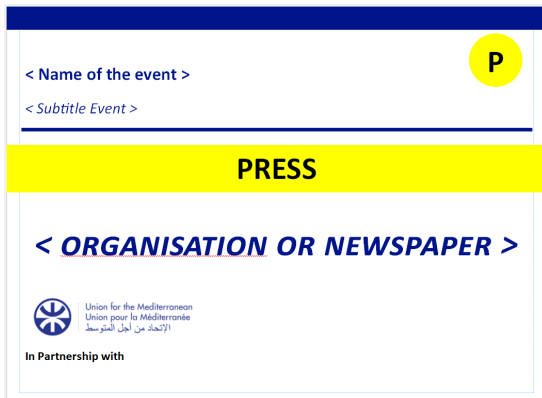 P
< Name of the event >
< Subtitle Event >
PRESS
< ORGANISATION OR NEWSPAPER >
Union for the Mediterranean
Union pour la Méditerranée
الإتحاد من أجل المتوسط
In Partnership with